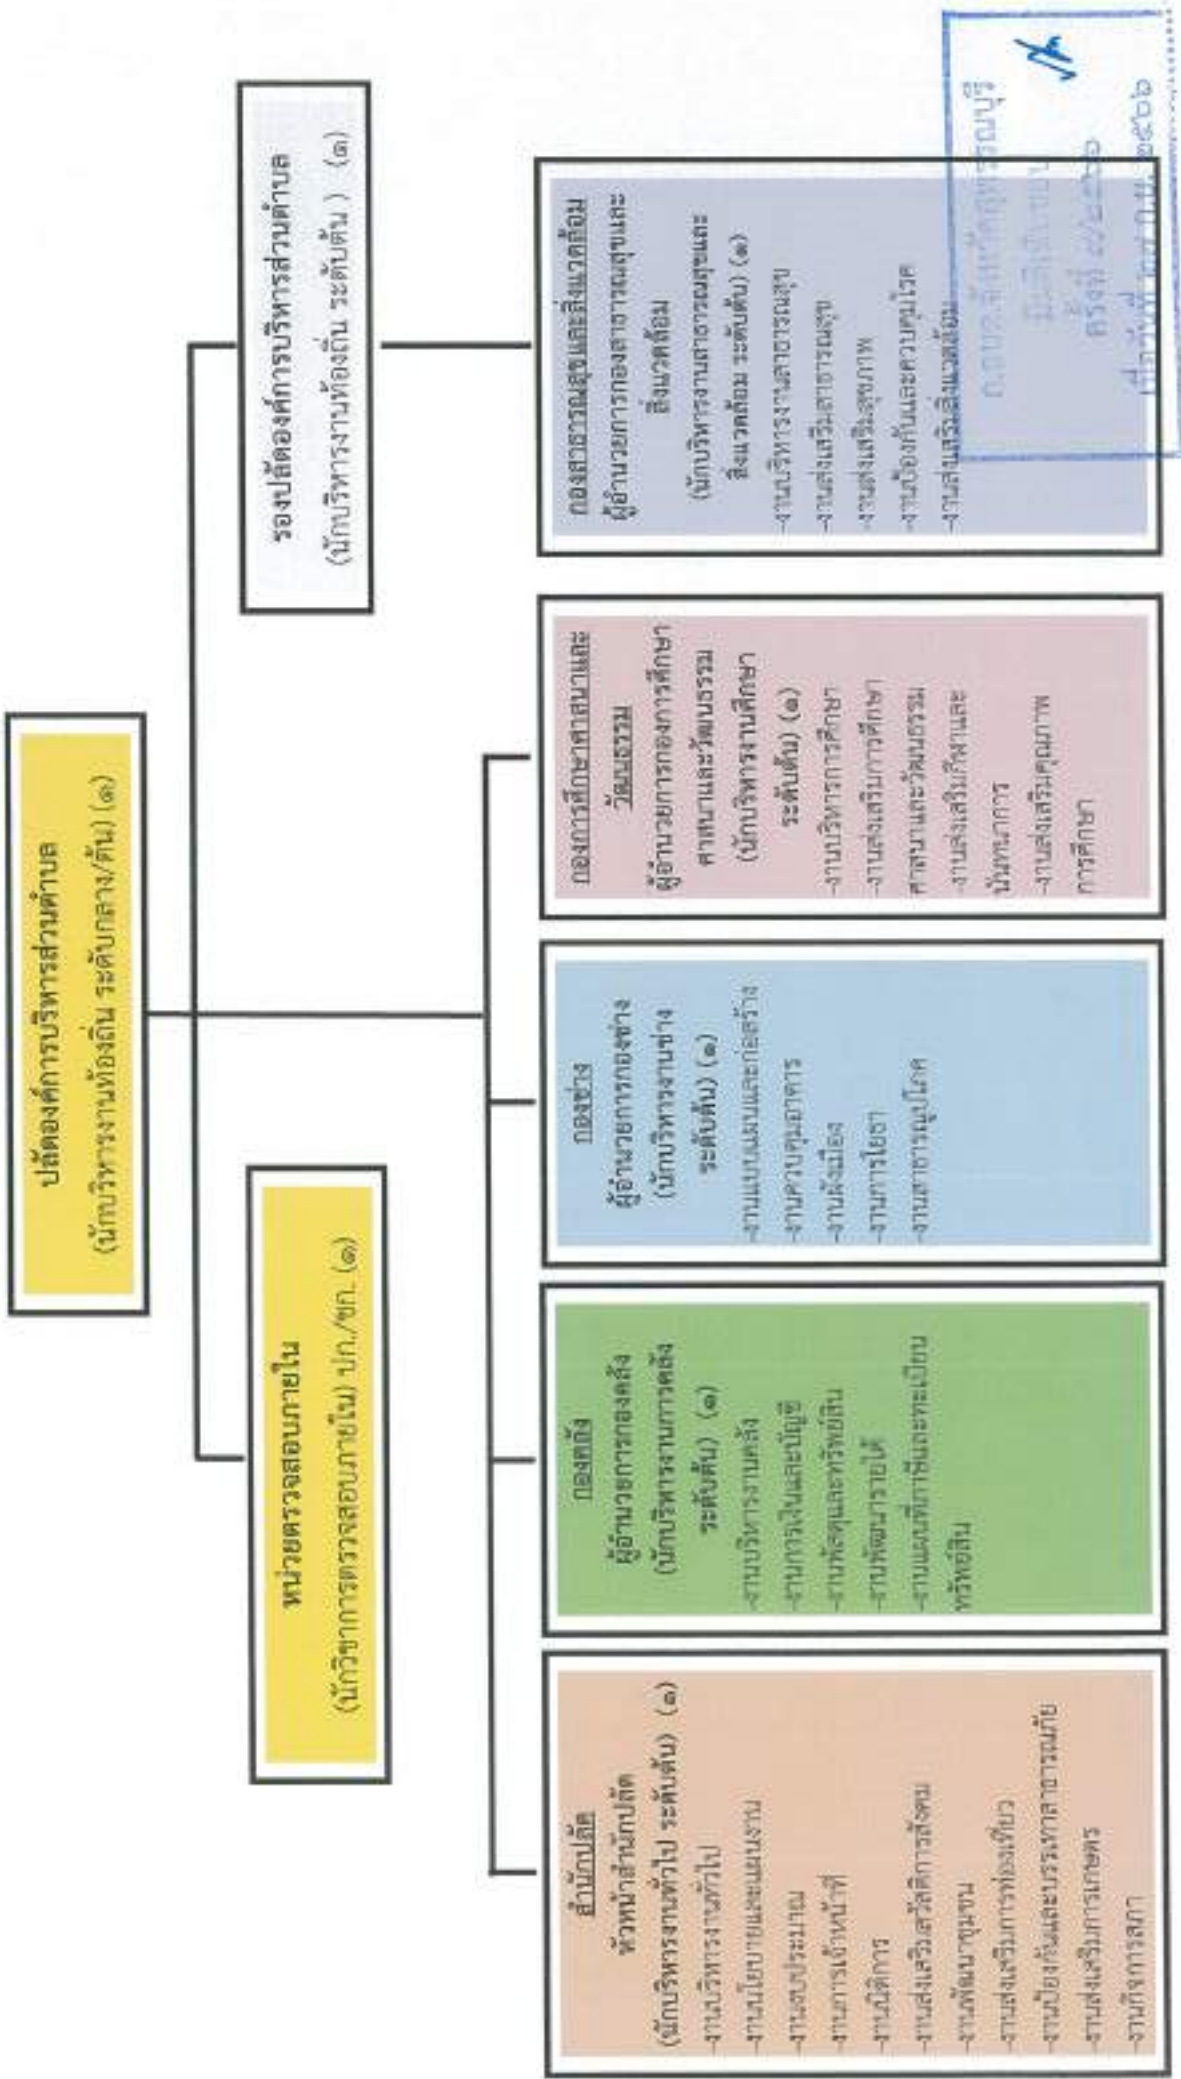 ปลัดองค์การบริหารส่วนตำบล
(นักบริหารงานท้องถิ่น ระดับกลาง/ต้น) (๑)
หน่วยตรวจสอบภายใน
(นักวิชาการตรวจสอบภายใน) ปก./ชก. (๑)
รองปลัดองค์การบริหารส่วนตำบล
(นักบริหารงานท้องถิ่น ระดับต้น ) (๑)
สำนักปลัด
หัวหน้าสำนักปลัด
(นักบริหารงานทั่วไป ระดับต้น) (๑)
-งานบริหารงานทั่วไป
-งานนโยบายและแผนงาน
-งานงบประมาณ
-งานการเจ้าหน้าที่
-งานนิติการ
-งานส่งเสริมสวัสดิการสังคม
-งานพัฒนาชุมชน
-งานส่งเสริมการท่องเที่ยว
-งานป้องกันและบรรเทาสาธารณภัย
-งานส่งเสริมการเกษตร
-งานกิจการสภา
กองคลัง
ผู้อำนวยการกองคลัง
(นักบริหารงานการคลัง
ระดับต้น) (๑)
-งานบริหารงานคลัง
-งานการเงินและบัญชี
-งานพัสดุและทรัพย์สิน
-งานพัฒนารายได้
-งานแผนที่ภาษีและทะเบียน
ทรัพย์สิน
กองช่าง
ผู้อำนวยการกองช่าง
(นักบริหารงานช่าง
ระดับต้น) (๑)
-งานแบบแผนและก่อสร้าง
-งานควบคุมอาคาร
-งานผังเมือง
-งานการโยธา
-งานสาธารณูปโภค
กองการศึกษาศาสนาและ
วัฒนธรรม
ผู้อำนวยการกองการศึกษา
ศาสนาและวัฒนธรรม
(นักบริหารงานศึกษา
ระดับต้น) (๑)
-งานบริหารการศึกษา
-งานส่งเสริมการศึกษา
ศาสนาและวัฒนธรรม
-งานส่งเสริมกีฬาและ
นันทนาการ
-งานส่งเสริมคุณภาพ
การศึกษา
กองสาธารณสุขและสิ่งแวดล้อม
ผู้อำนวยการกองสาธารณสุขและ
สิ่งแวดล้อม
(นักบริหารงานสาธารณสุขและ
สิ่งแวดล้อม ระดับต้น) (๑)
-งานบริหารงานสาธารณสุข
-งานส่งเสริมสาธารณสุข
-งานส่งเสริมสุขภาพ
-งานป้องกันและควบคุมโรค
-งานส่งเสริมสิ่งแวดล้อม
ก.อบต.จังหวัดสุพรรณบุรี
มีมติเห็นชอบ
ครั้งที่
เมื่อวันที่ ๒๗ ก.ย. ๒๕๖๖